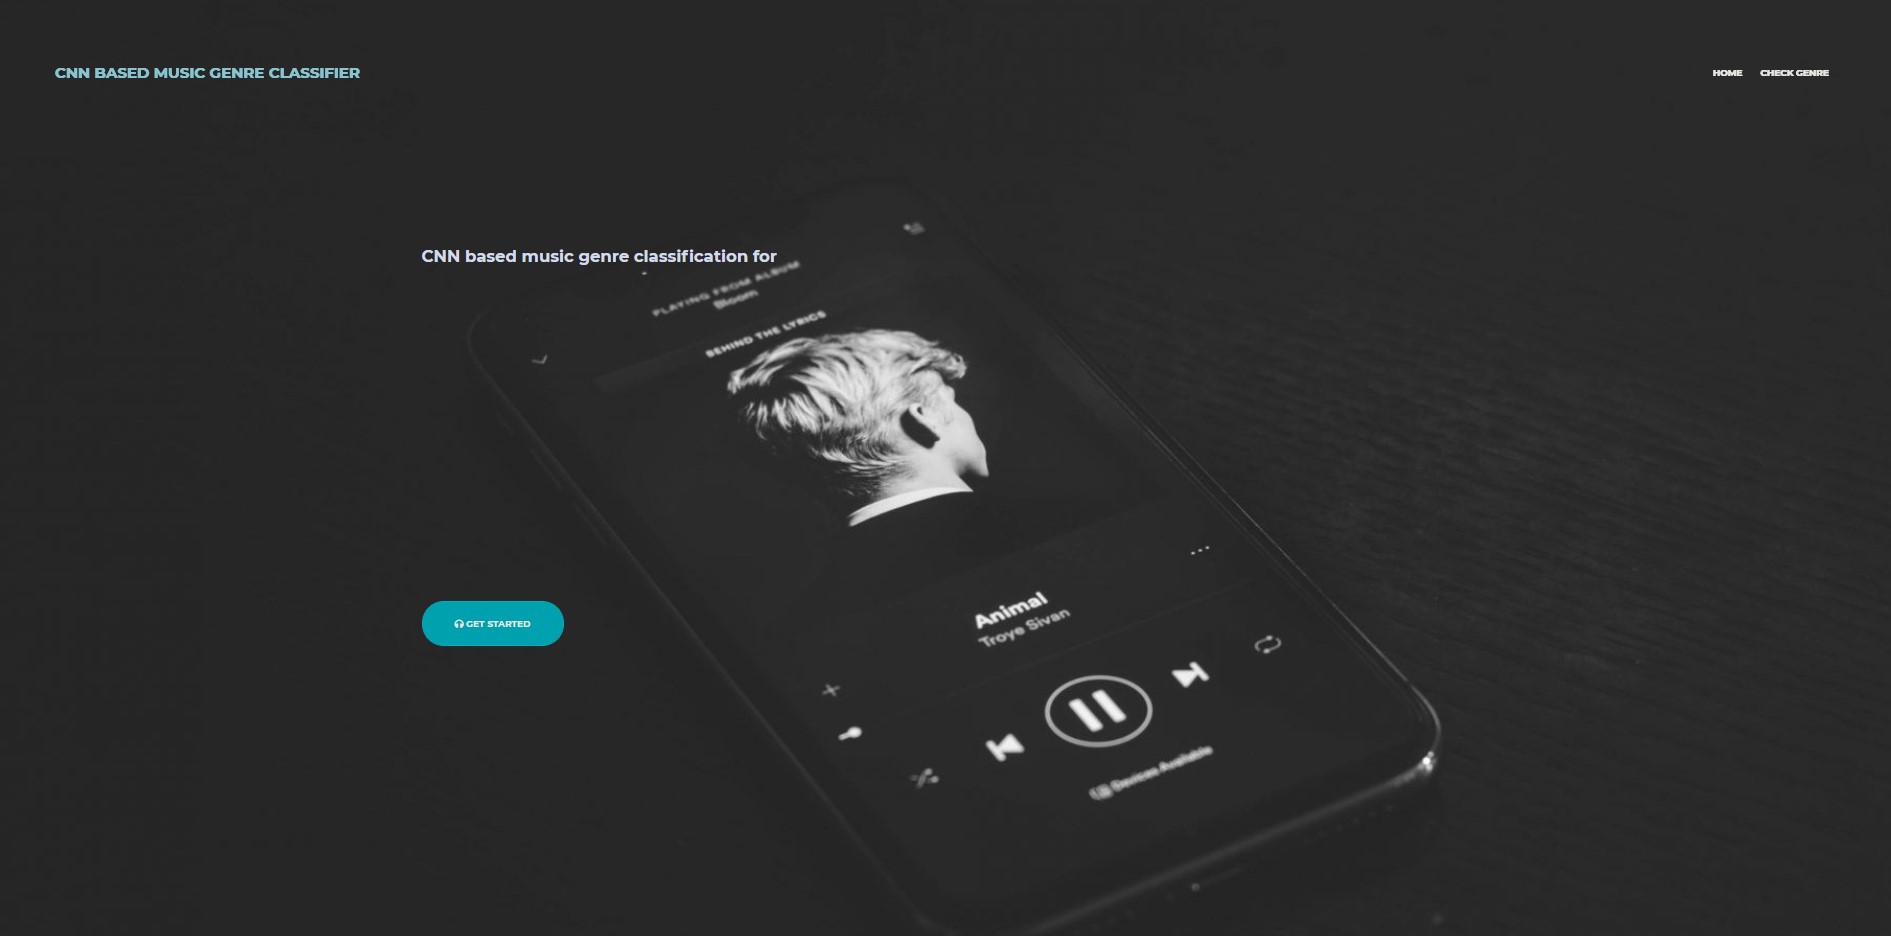 CNN BASED MUSIC GENRE CLASSIFIER
HOME CHECK GENRE
CNN based music genre classification for
PLAYING FROM ALBUM
Bloom
BEHIND THE LYRICS
Animal
Troye Sivan
GET STARTED
Devices Available